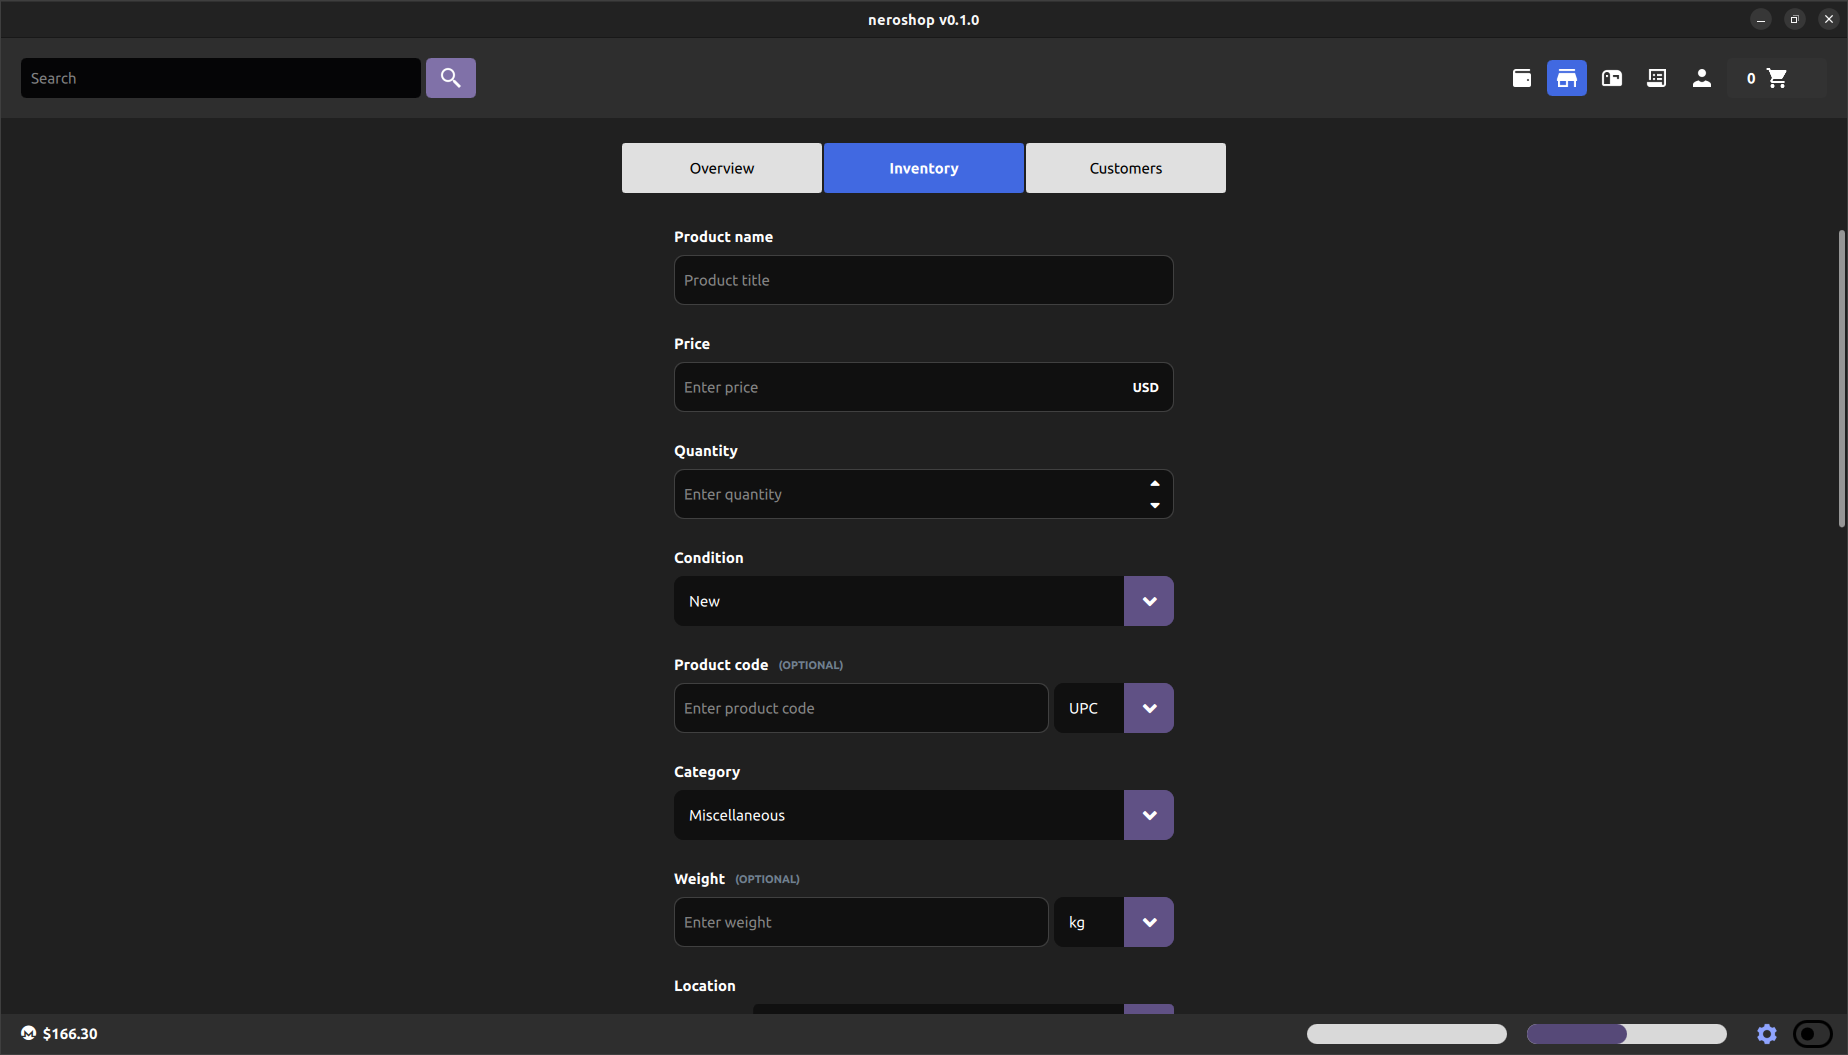 neroshop v0.1.0
Search
0
Overview
Inventory
Customers
Product name
Product title
Price
Enter price
USD
Quantity
Enter quantity
Condition
New
Product code (OPTIONAL)
Enter product code
UPC
Category
Miscellaneous
Weight (OPTIONAL)
Enter weight
kg
Location
$166.30